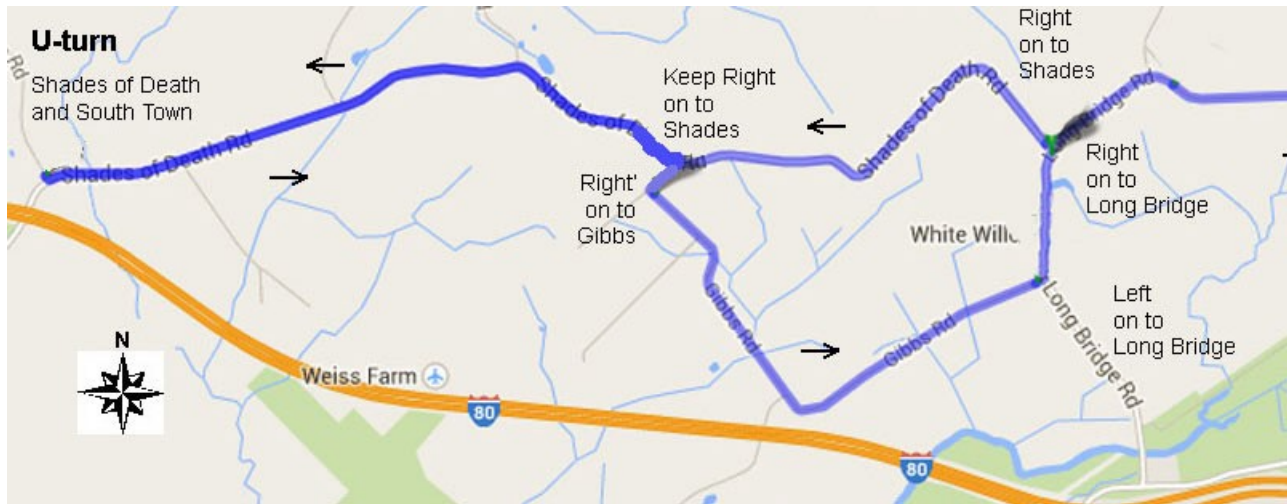 U-turn
Shades of Death
and South Town
Rd
Shades of Death Rd
Shades of
Keep Right
on to
Shades
Rd
Right'
on to
Gibbs
Shades of Death Rd
Right
on to
Shades
Long Bridge Rd
Right
on to
Long Bridge
White
Gibbs Rd
Gibbs Rd
Long Bridge Rd
Left
on to
Long Bridge
N
Weiss Farm
80
80